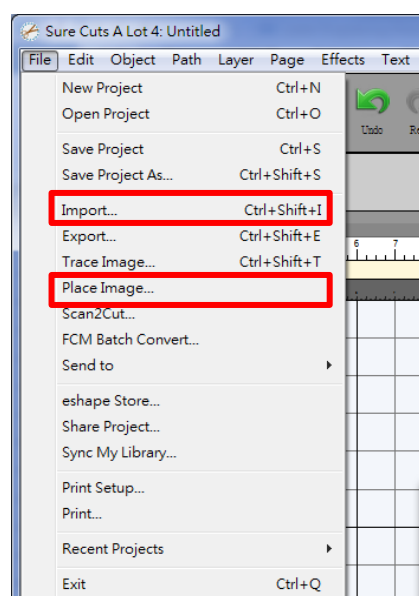 Sure Cuts A Lot 4: Untitled
File Edit Object Path Layer Page Effects Text
New Project Ctrl+N
Open Project Ctrl+O
Undo
Save Project Ctrl+S
Save Project As... Ctrl+Shift+S
Import... Ctrl+Shift+I
Export... Ctrl+Shift+E
6 7
Trace Image... Ctrl+Shift+T
Place Image...
Scan2Cut...
FCM Batch Convert...
Send to
eshape Store...
Share Project...
Sync My Library...
Print Setup...
Print...
Recent Projects
Exit Ctrl+Q